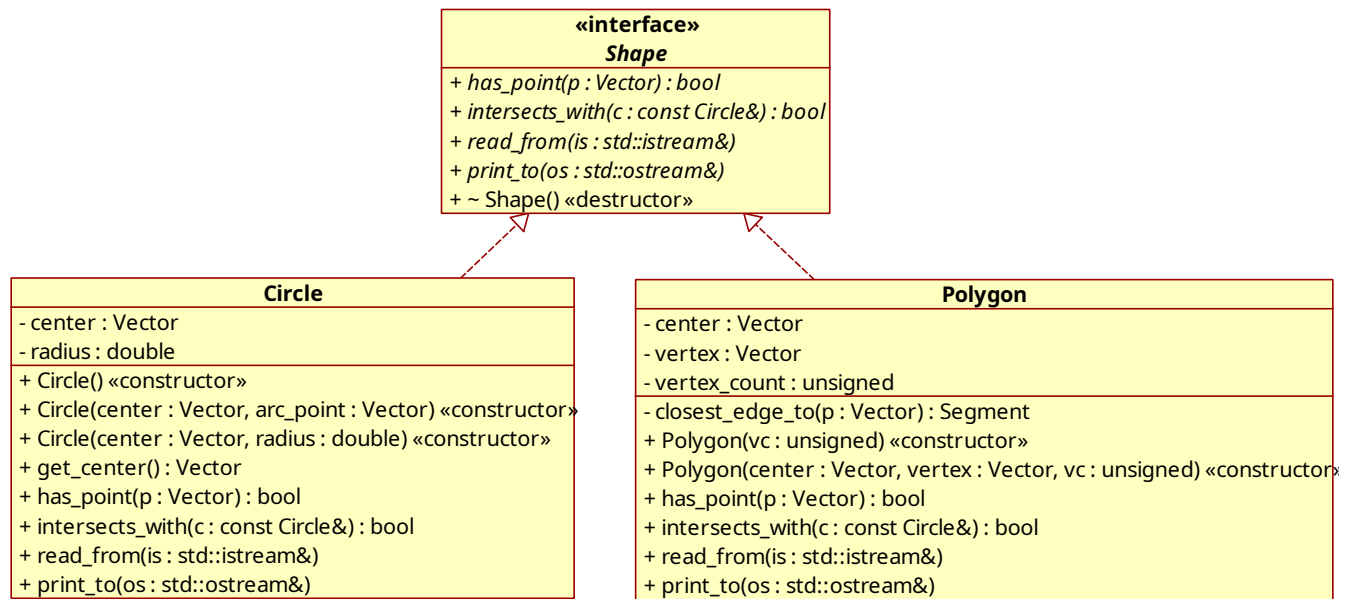 «interface»
Shape
+ has_point(p : Vector) : bool
+ intersects_with(c : const Circle&) : bool
+ read_from(is : std::istream&)
+ print_to(os : std::ostream&)
+ ~ Shape() «destructor»
Circle
- center : Vector
- radius : double
+ Circle() «constructor»
+ Circle(center : Vector, arc_point : Vector) «constructor»
+ Circle(center : Vector, radius : double) «constructor»
+ get_center() : Vector
+ has_point(p : Vector) : bool
+ intersects_with(c : const Circle&) : bool
+ read_from(is : std::istream&)
+ print_to(os : std::ostream&)
Polygon
- center : Vector
- vertex : Vector
- vertex_count : unsigned
- closest_edge_to(p : Vector) : Segment
+ Polygon(vc : unsigned) «constructor»
+ Polygon(center : Vector, vertex : Vector, vc : unsigned) «constructor»
+ has_point(p : Vector) : bool
+ intersects_with(c : const Circle&) : bool
+ read_from(is : std::istream&)
+ print_to(os : std::ostream&)